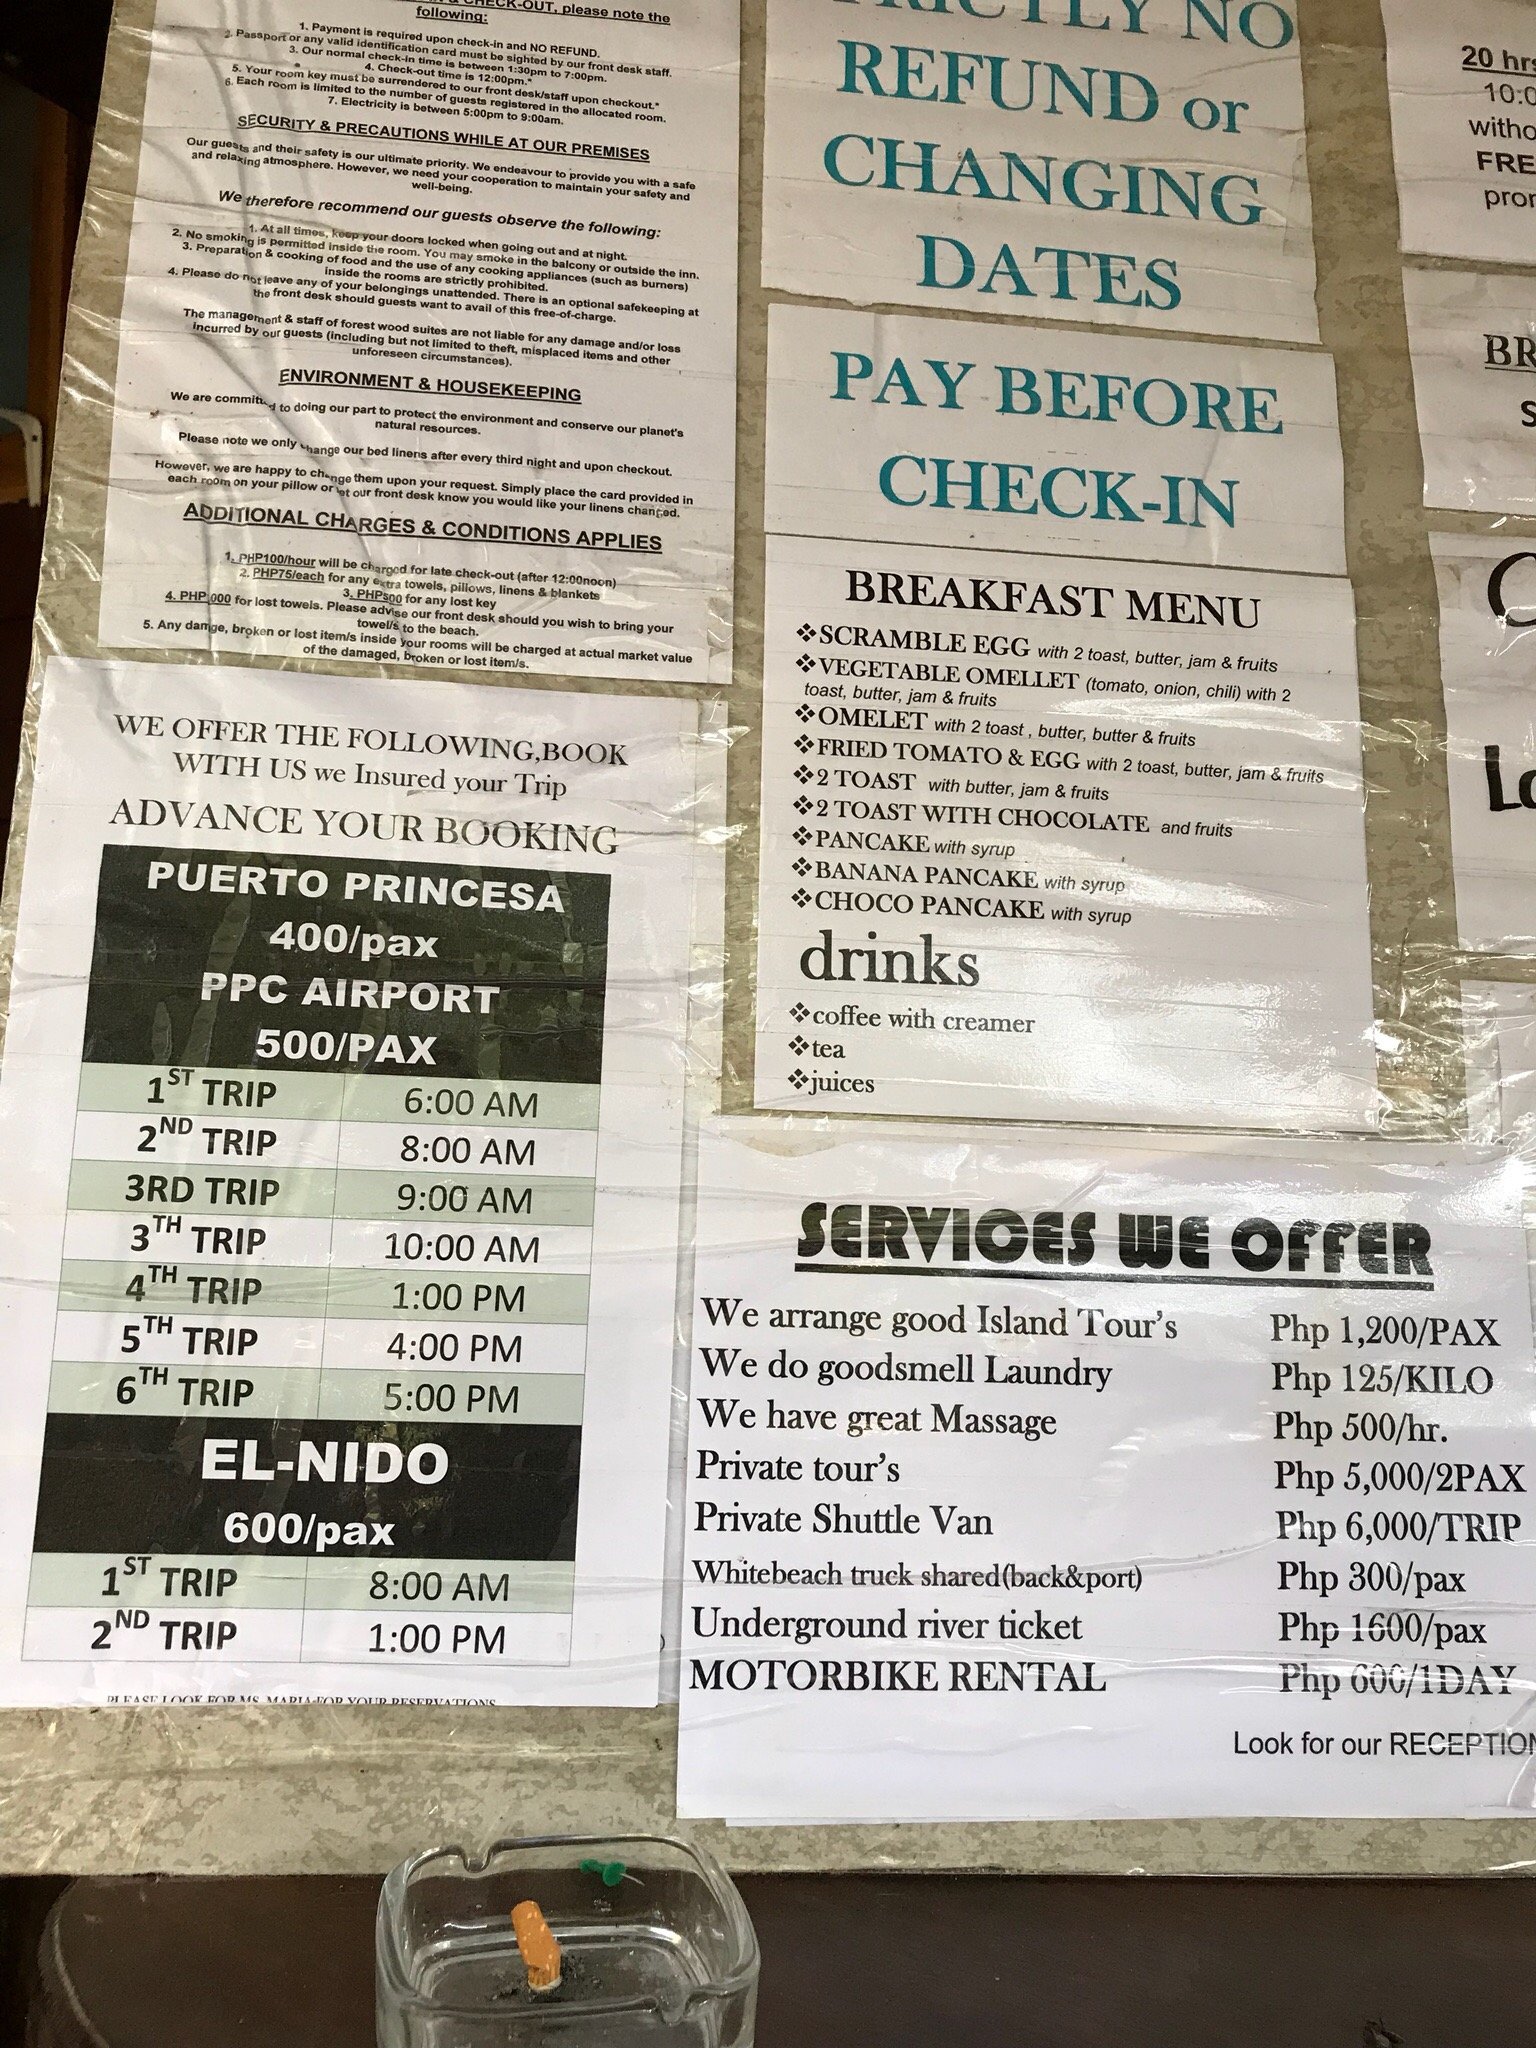 & CHECK-OUT, please note the
following:
1. Payment is required upon check-in and NO REFUND.
2. Passport or any valid identification card must be sighted by our front desk staff.
3. Our normal check-in time is between 1:30pm to 7:00pm.
4. Check-out time is 12:00pm.*
5. Your room key must be surrendered to our front desk/staff upon checkout.*
6. Each room is limited to the number of guests registered in the allocated room.
7. Electricity is between 5:00pm to 9:00am.
SECURITY & PRECAUTIONS WHILE AT OUR PREMISES
Our guests and their safety is our ultimate priority. We endeavour to provide you with a safe
and relaxing atmosphere. However, we need your cooperation to maintain your safety and
well-being.
We therefore recommend our guests observe the following:
1. At all times, keep your doors locked when going out and at night.
2. No smoking is permitted inside the room. You may smoke in the balcony or outside the inn.
3. Preparation & cooking of food and the use of any cooking appliances (such as burners)
inside the rooms are strictly prohibited.
4. Please do not leave any of your belongings unattended. There is an optional safekeeping at
the front desk should guests want to avail of this free-of-charge.
The management & staff of forest wood suites are not liable for any damage and/or loss
incurred by our guests (including but not limited to theft, misplaced items and other
unforeseen circumstances).
ENVIRONMENT & HOUSEKEEPING
We are committed to doing our part to protect the environment and conserve our planet's
natural resources.
Please note we only change our bed linens after every third night and upon checkout.
However, we are happy to change them upon your request. Simply place the card provided in
each room on your pillow or let our front desk know you would like your linens changed.
ADDITIONAL CHARGES & CONDITIONS APPLIES
1. PHP100/hour will be charged for late check-out (after 12:00noon)
2. PHP75/each for any extra towels, pillows, linens & blankets
3. PHP500 for any lost key
4. for lost towels. Please advise our front desk should you wish to bring your
towel/s to the beach.
5. Any damge, broken or lost item/s inside your rooms will be charged at actual market value
of the damaged, broken or lost item/s.
WE OFFER THE FOLLOWING,BOOK
WITH US we Insured your Trip
ADVANCE YOUR BOOKING
PUERTO PRINCESA
400/pax
PPC AIRPORT
500/PAX
1ST TRIP 6:00 AM
2ND TRIP 8:00 AM
3RD TRIP 9:00 AM
3TH TRIP 10:00 AM
4TH TRIP 1:00 PM
5TH TRIP 4:00 PM
6TH TRIP 5:00 PM
EL-NIDO
600/pax
1ST TRIP 8:00 AM
2ND TRIP 1:00 PM
PLEASE LOOK FOR MS. MARIA FOR YOUR RESERVATIONS
STRICTLY NO
REFUND or
CHANGING
DATES
PAY BEFORE
CHECK-IN
BREAKFAST MENU
❖SCRAMBLE EGG with 2 toast, butter, jam & fruits
❖VEGETABLE OMELLET (tomato, onion, chili) with 2
toast, butter, jam & fruits
❖OMELET with 2 toast , butter, butter & fruits
❖FRIED TOMATO & EGG with 2 toast, butter, jam & fruits
❖2 TOAST with butter, jam & fruits
❖2 TOAST WITH CHOCOLATE and fruits
❖PANCAKE with syrup
❖BANANA PANCAKE with syrup
❖CHOCO PANCAKE with syrup
drinks
❖coffee with creamer
❖tea
❖juices
SERVICES WE OFFER
We arrange good Island Tour's Php 1,200/PAX
We do goodsmell Laundry Php 125/KILO
We have great Massage Php 500/hr.
Private tour's Php 5,000/2PAX
Private Shuttle Van Php 6,000/TRIP
Whitebeach truck shared(back&port) Php 300/pax
Underground river ticket Php 1600/pax
MOTORBIKE RENTAL Php 600/1DAY
Look for our RECEPTION
20 hrs
10:0
witho
FRE
pror
BR
S
La